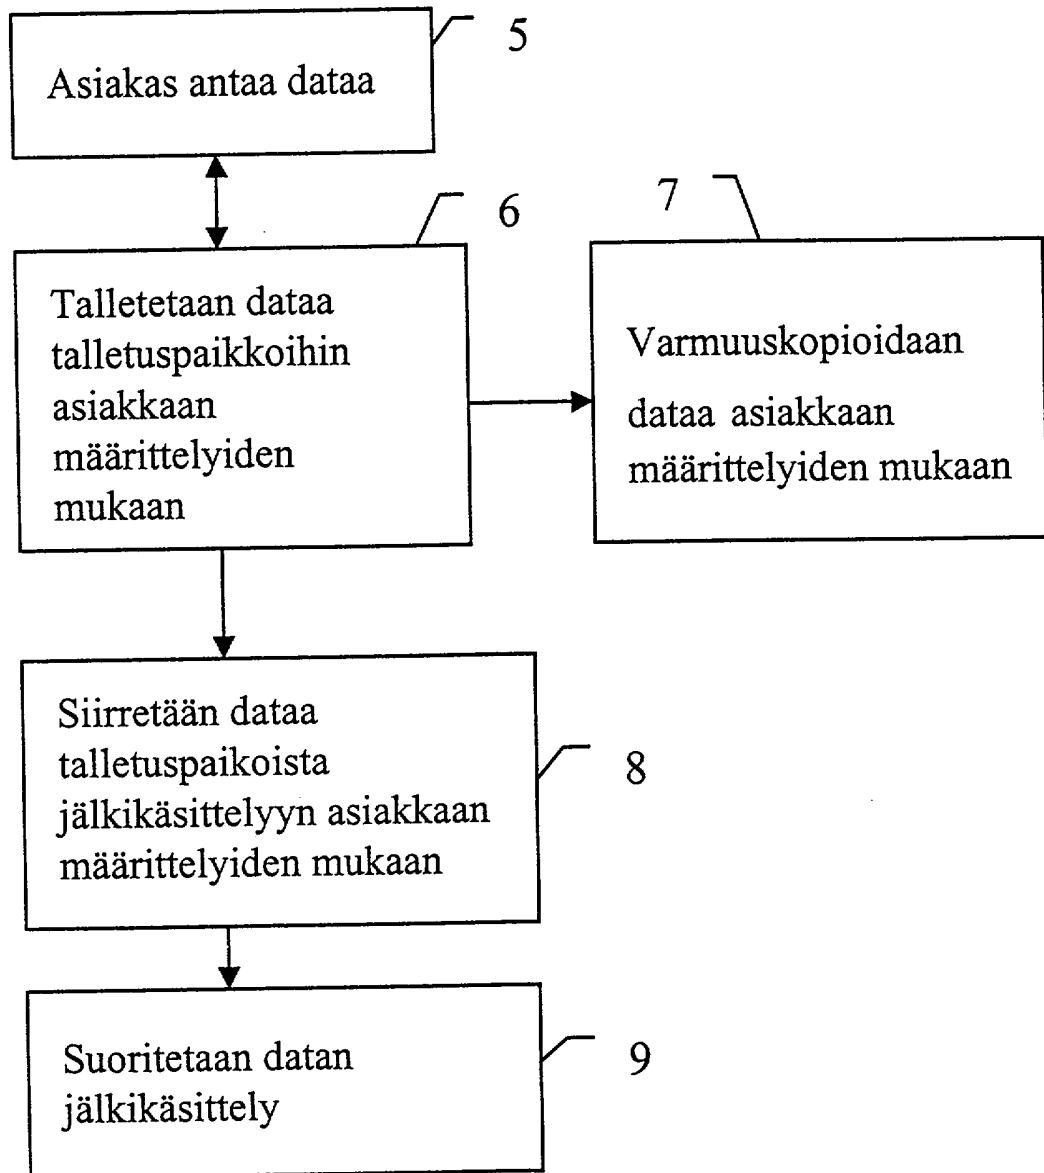 5
Asiakas antaa dataa
6
Talletetaan dataa
talletuspaikkoihin
asiakkaan
määrittelyiden
mukaan
7
Varmuuskopioidaan
dataa asiakkaan
määrittelyiden mukaan
Siirretään dataa
talletuspaikoista
jälkikäsittelyyn asiakkaan
määrittelyiden mukaan
8
Suoritetaan datan
jälkikäsittely
9